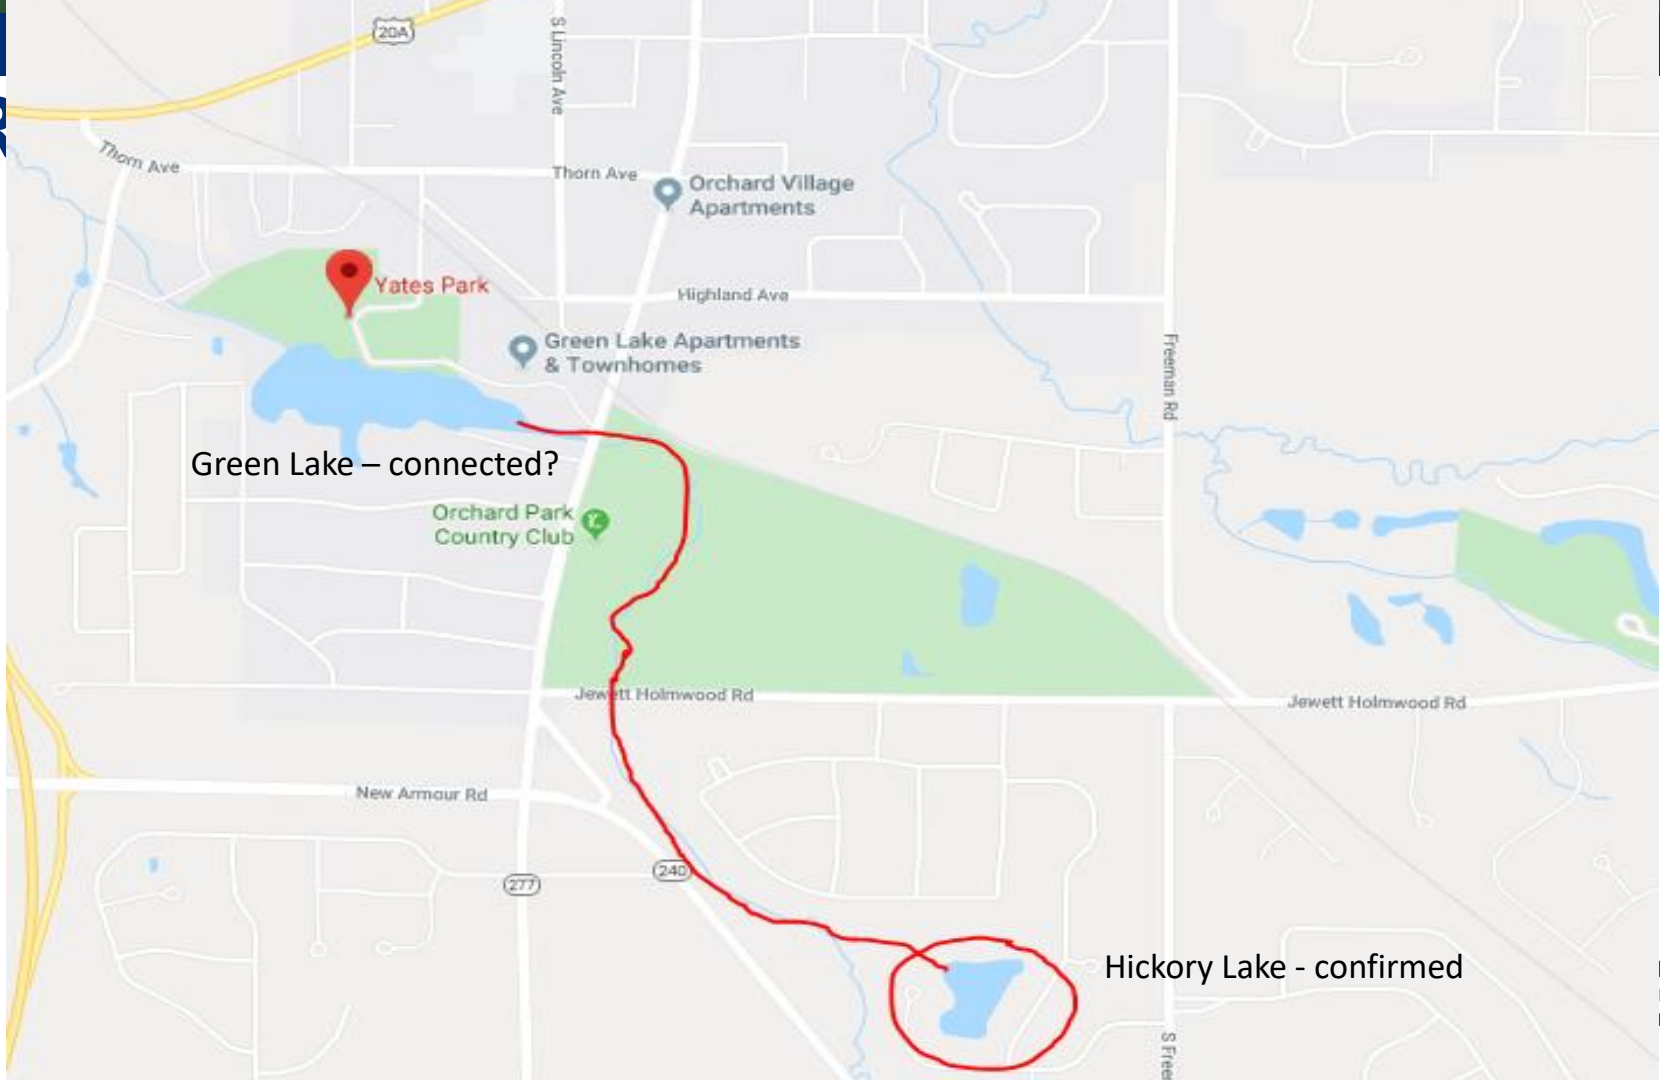 20A
S Lincoln Ave
Thorn Ave
Thorn Ave
Orchard Village
Apartments
Yates Park
Highland Ave
Green Lake Apartments
& Townhomes
Freeman Rd
Green Lake – connected?
Orchard Park
Country Club
Jewett Holmwood Rd
Jewett Holmwood Rd
New Armour Rd
240
277
Hickory Lake - confirmed